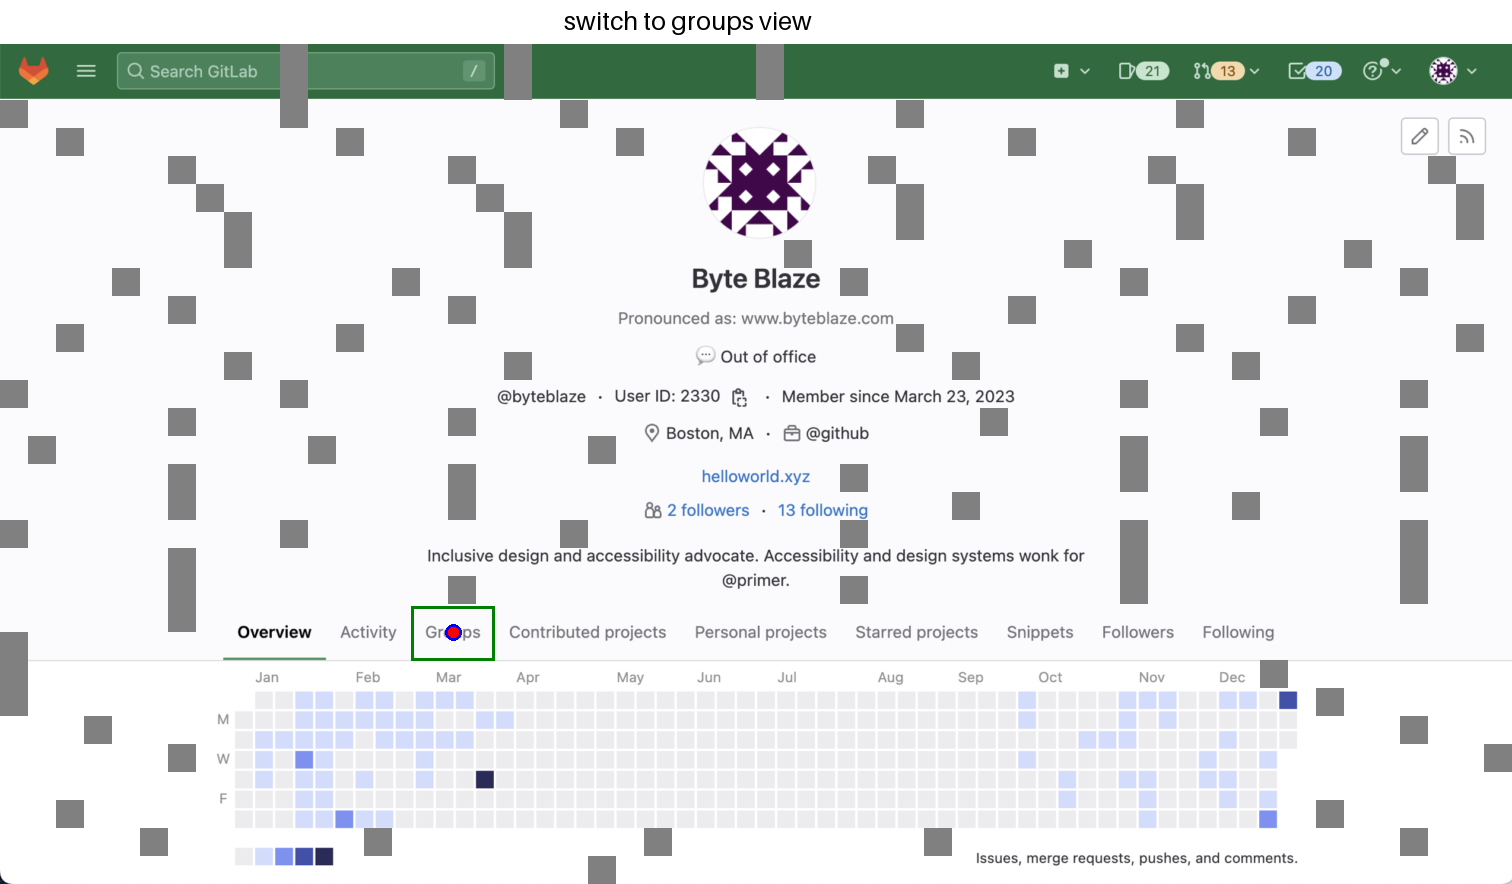 switch to groups view
Search GitLab /
21 13 20
Byte Blaze
Pronounced as: www.byteblaze.com
Out of office
@byteblaze · User ID: 2330 · Member since March 23, 2023
Boston, MA · @github
helloworld.xyz
2 followers · 13 following
Inclusive design and accessibility advocate. Accessibility and design systems wonk for
@primer.
Overview Activity Contributed projects Personal projects Starred projects Snippets Followers Following
Jan Feb Mar Apr May Jun Jul Aug Sep Oct Nov Dec
M
W
F
Issues, merge requests, pushes, and comments.